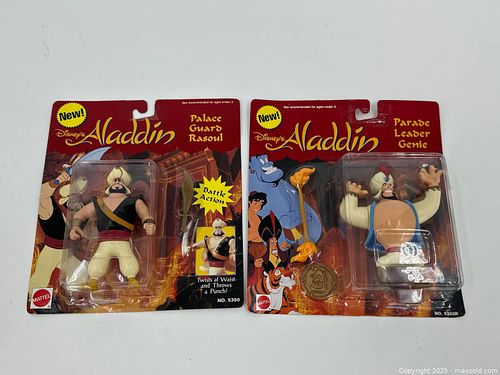 New!
Not recommended for ages under 3.
Disney's Aladdin
Palace
Guard
Rasoul
Battle
Action
Twists at Waist
and Throws
a Punch!
MATTEL
NO. 5350
New!
Not recommended for ages under 3.
Disney's Aladdin
Parade
Leader
Genie
MATTEL
Copyright 2025 - maxsold.com